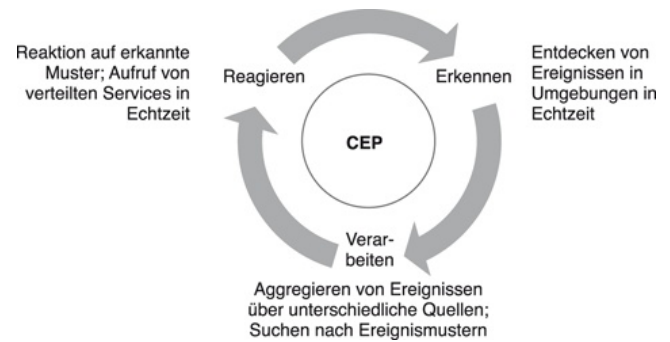 Reaktion auf erkannte
Muster; Aufruf von
verteilten Services in
Echtzeit
Reagieren
Erkennen
Entdecken von
Ereignissen in
Umgebungen in
Echtzeit
CEP
Verar-
beiten
Aggregieren von Ereignissen
über unterschiedliche Quellen;
Suchen nach Ereignismustern